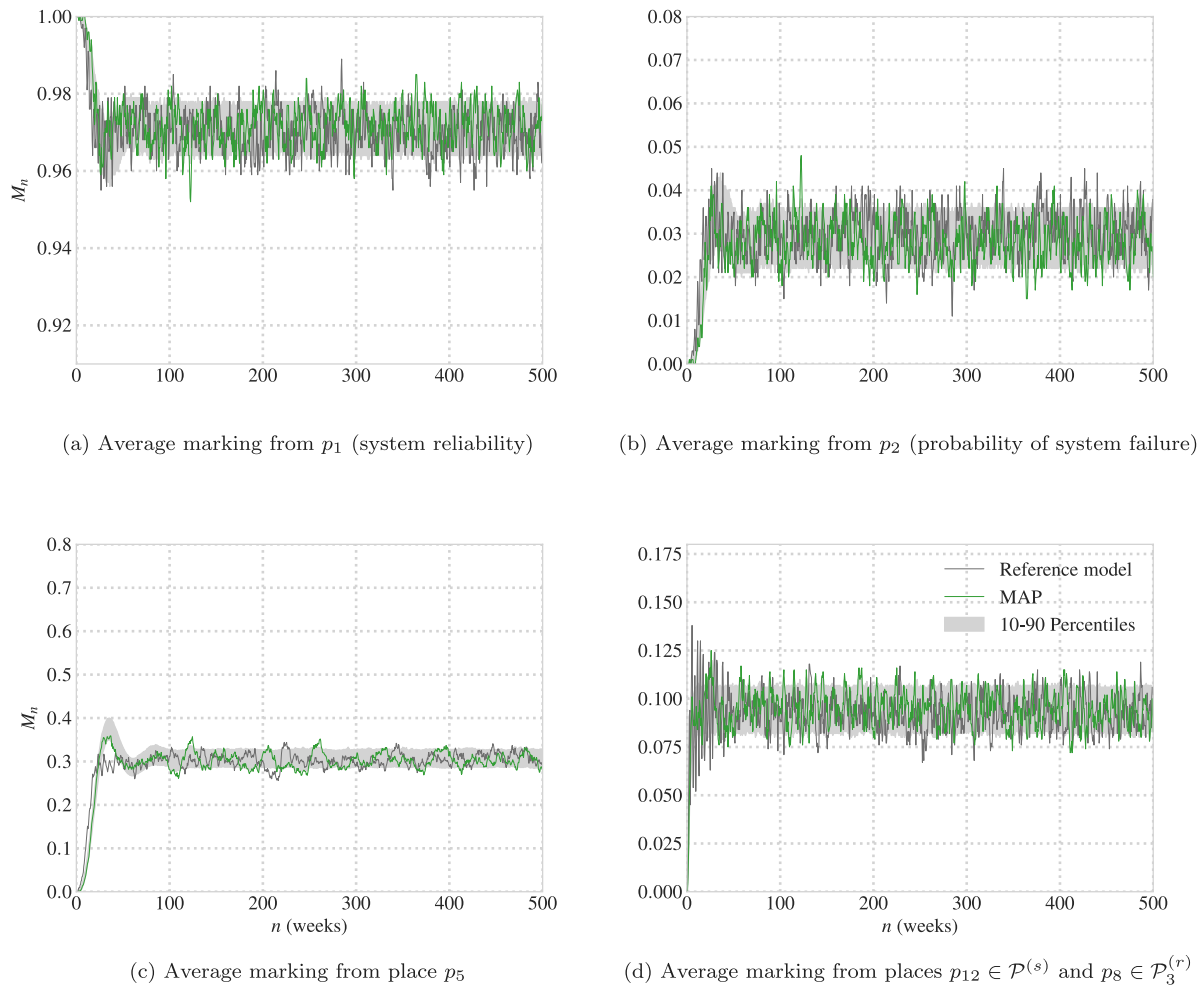 1.00
0.98
0.96
0.94
0.92
M_n
0 100 200 300 400 500
(a) Average marking from p_1 (system reliability)
0.08
0.07
0.06
0.05
0.04
0.03
0.02
0.01
0.00
0 100 200 300 400 500
(b) Average marking from p_2 (probability of system failure)
0.8
0.7
0.6
0.5
0.4
0.3
0.2
0.1
0.0
M_n
0 100 200 300 400 500
n (weeks)
(c) Average marking from place p_5
0.175
0.150
0.125
0.100
0.075
0.050
0.025
0.000
Reference model
MAP
10-90 Percentiles
0 100 200 300 400 500
n (weeks)
(d) Average marking from places p_{12} ∈ 𝒫^{(s)} and p_8 ∈ 𝒫_3^{(r)}